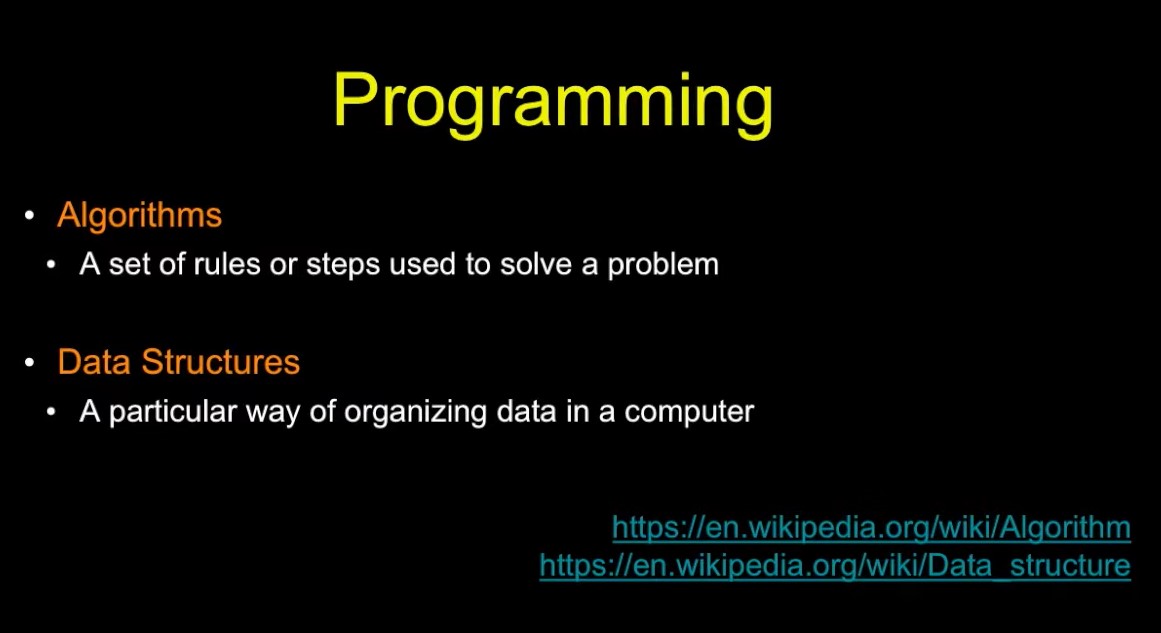 Programming
• Algorithms
• A set of rules or steps used to solve a problem
• Data Structures
• A particular way of organizing data in a computer
https://en.wikipedia.org/wiki/Algorithm
https://en.wikipedia.org/wiki/Data_structure